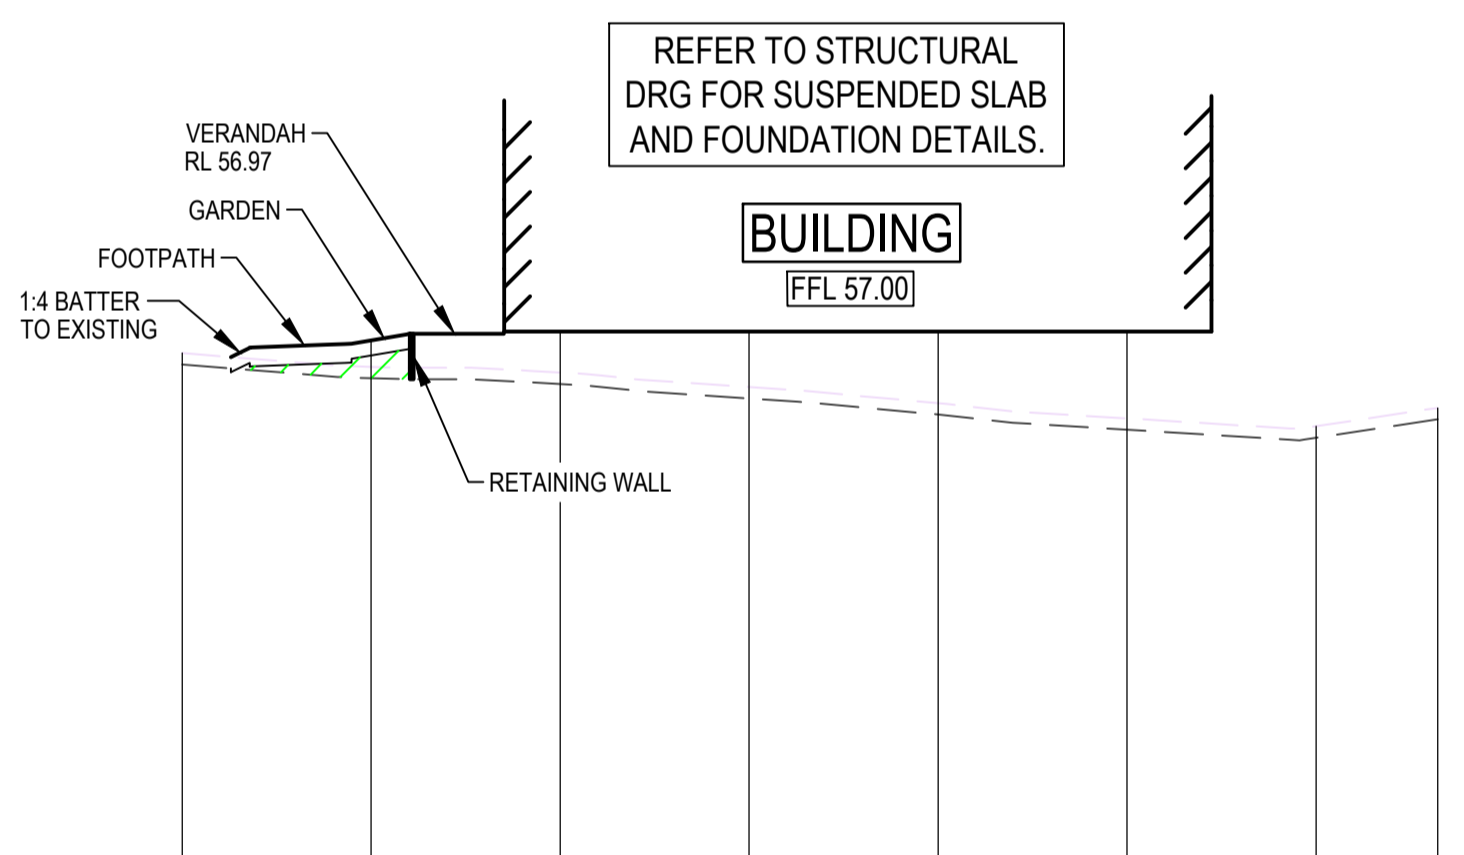 REFER TO STRUCTURAL
DRG FOR SUSPENDED SLAB
AND FOUNDATION DETAILS.
VERANDAH
RL 56.97
GARDEN
BUILDING
FFL 57.00
FOOTPATH
1:4 BATTER
TO EXISTING
RETAINING WALL